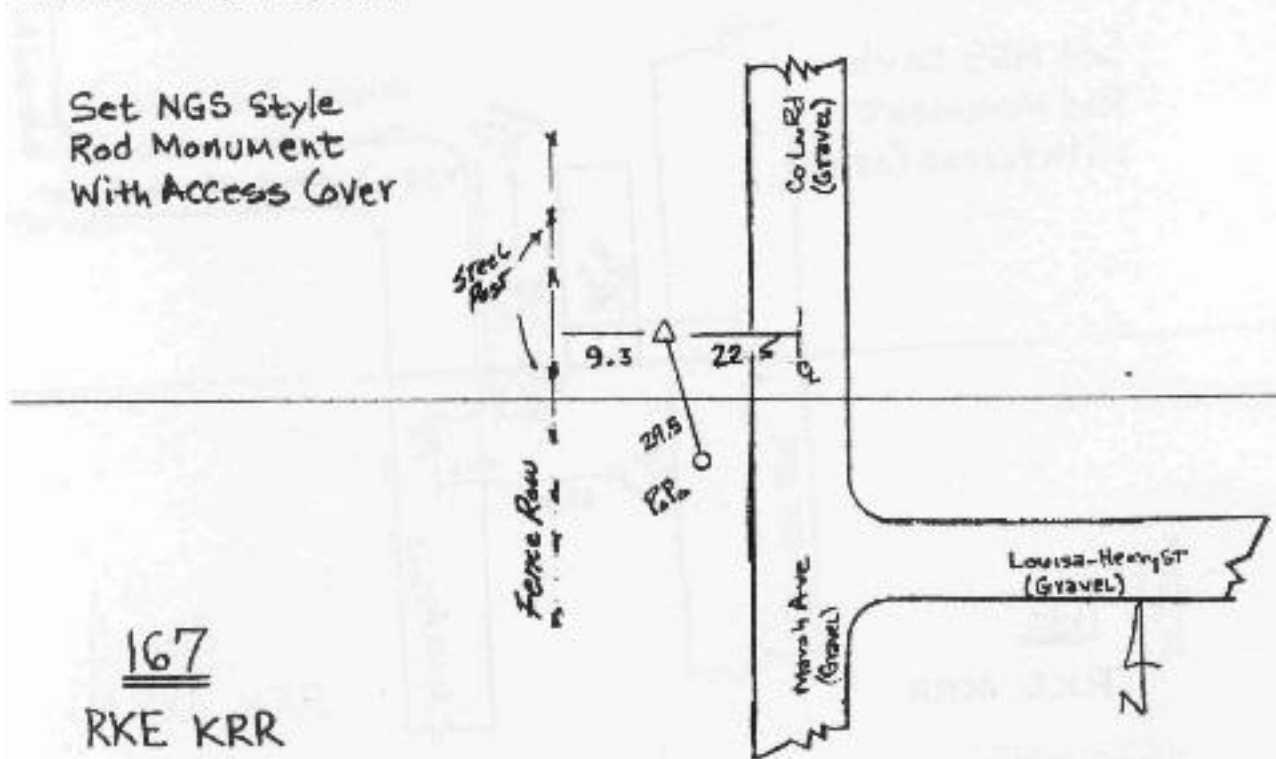 Set NGS Style
Rod Monument
With Access Cover
Co Ln Rd
(Gravel)
Steel
Post
9.3
22.5
29.5
P.P.
Fence Row
Louisa-Henry ST
(Gravel)
Ave
(Gravel)
N
167
RKE KRR